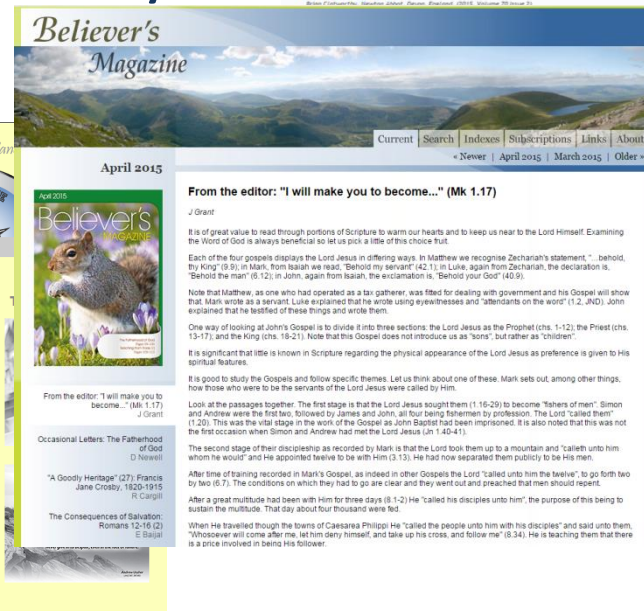 Believer's
Magazine
Current | Search | Indexes | Subscriptions | Links | About
« Newer | April 2015 | March 2015 | Older »
April 2015
April 2015
Believer's
MAGAZINE
From the editor: "I will make you to
become..." (Mk 1.17)
J Grant
Occasional Letters: The Fatherhood
of God
D Newell
"A Goodly Heritage" (27): Francis
Jane Crosby, 1820-1915
R Cargill
The Consequences of Salvation:
Romans 12-16 (2)
E Baijal
From the editor: "I will make you to become..." (Mk 1.17)
J Grant
It is of great value to read through portions of Scripture to warm our hearts and to keep us near to the Lord Himself. Examining
the Word of God is always beneficial so let us pick a little of this choice fruit.
Each of the four gospels displays the Lord Jesus in differing ways. In Matthew we recognise Zechariah's statement, "...behold,
thy King" (9.9); in Mark, from Isaiah we read, "Behold my servant" (42.1); in Luke, again from Zechariah, the declaration is,
"Behold the man" (6.12); in John, again from Isaiah, the exclamation is, "Behold your God" (40.9).
Note that Matthew, as one who had operated as a tax gatherer, was fitted for dealing with government and his Gospel will show
that, Mark wrote as a servant. Luke explained that he wrote using eyewitnesses and "attendants on the word" (1.2, JND). John
explained that he testified of these things and wrote them.
One way of looking at John's Gospel is to divide it into three sections: the Lord Jesus as the Prophet (chs. 1-12); the Priest (chs.
13-17); and the King (chs. 18-21). Note that this Gospel does not introduce us as "sons", but rather as "children".
It is significant that little is known in Scripture regarding the physical appearance of the Lord Jesus as preference is given to His
spiritual features.
It is good to study the Gospels and follow specific themes. Let us think about one of these, Mark sets out, among other things,
how those who were to be the servants of the Lord Jesus were called by Him.
Look at the passages together. The first stage is that the Lord Jesus sought them (1.16-29) to become "fishers of men". Simon
and Andrew were the first two, followed by James and John, all four being fishermen by profession. The Lord "called them"
(1.20). This was the vital stage in the work of the Gospel as John Baptist had been imprisoned. It is also noted that this was not
the first occasion when Simon and Andrew had met the Lord Jesus (Jn 1.40-41).
The second stage of their discipleship as recorded by Mark is that the Lord took them up to a mountain and "calleth unto him
whom he would" and He appointed twelve to be with Him (3.13). He had now separated them publicly to be His men.
After time of training recorded in Mark's Gospel, as indeed in other Gospels the Lord "called unto him the twelve", to go forth two
by two (6.7). The conditions on which they had to go are clear and they went out and preached that men should repent.
After a great multitude had been with Him for three days (8.1-2) He "called his disciples unto him", the purpose of this being to
sustain the multitude. That day about four thousand were fed.
When He travelled though the towns of Caesarea Philippi He "called the people unto him with his disciples" and said unto them,
"Whosoever will come after me, let him deny himself, and take up his cross, and follow me" (8.34). He is teaching them that there
is a price involved in being His follower.